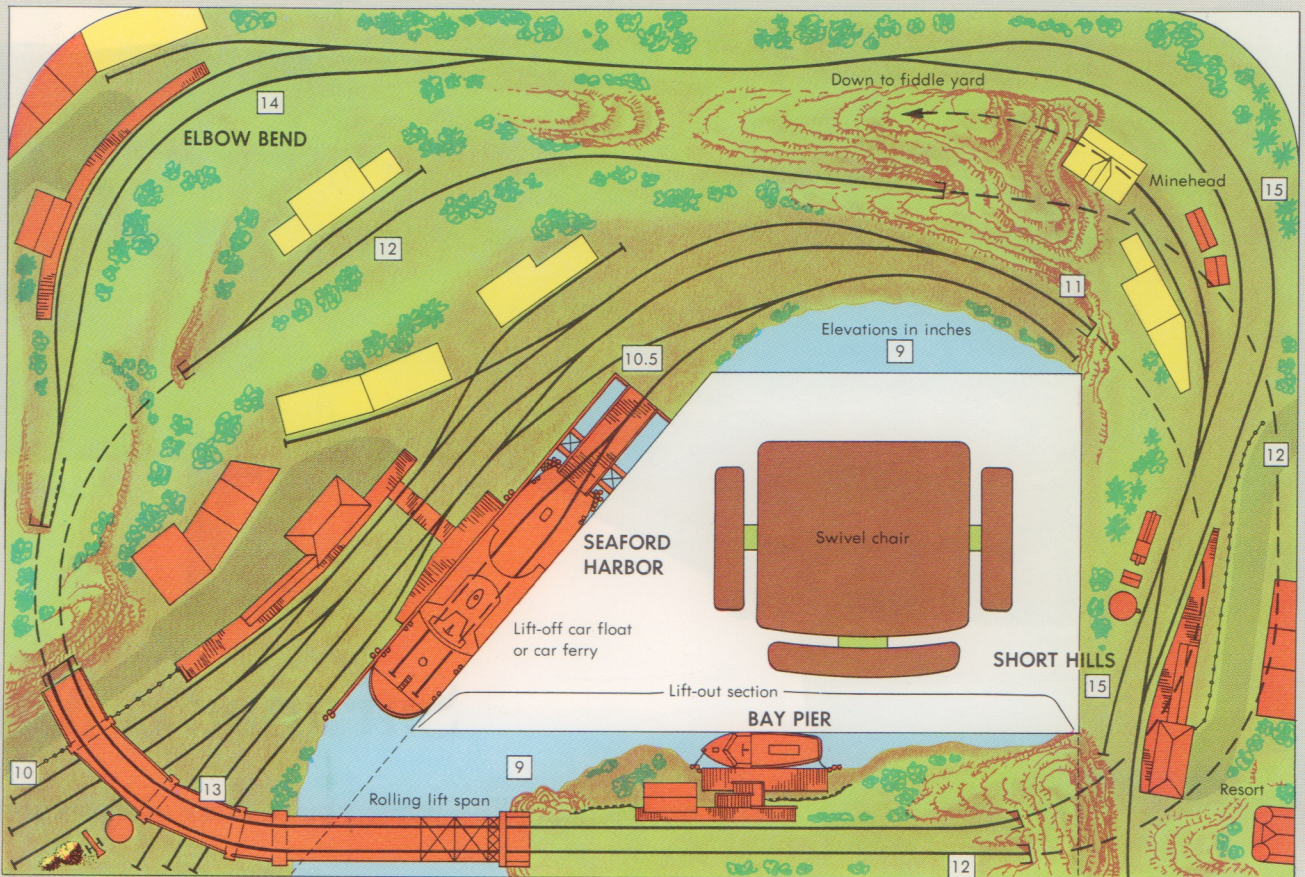 Down to fiddle yard
14
ELBOW BEND
Minehead
15
12
11
Elevations in inches
9
10.5
12
Swivel chair
SEAFORD
HARBOR
Lift-off car float
or car ferry
SHORT HILLS
Lift-out section
15
BAY PIER
10
13
9
Rolling lift span
Resort
12